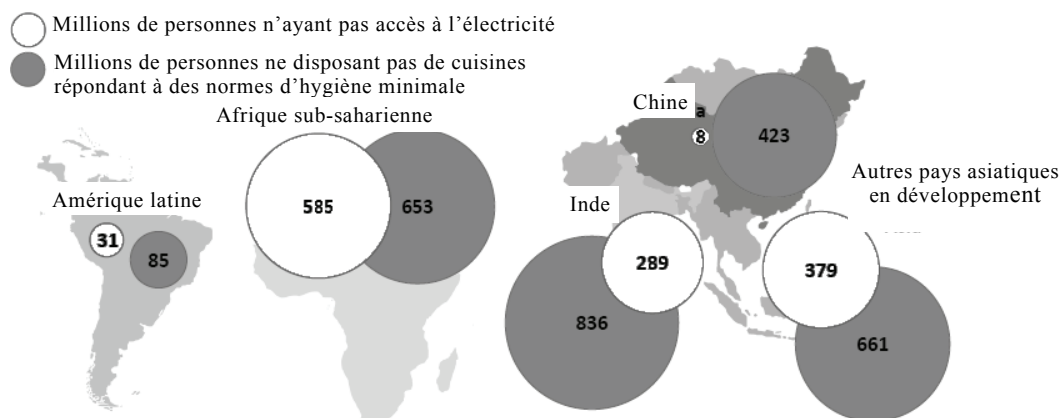 Millions de personnes n'ayant pas accès à l'électricité
Millions de personnes ne disposant pas de cuisines
répondant à des normes d'hygiène minimale
Afrique sub-saharienne
Chine
a
8
423
Autres pays asiatiques
en développement
Amérique latine
585
653
Inde
31
85
289
379
836
661